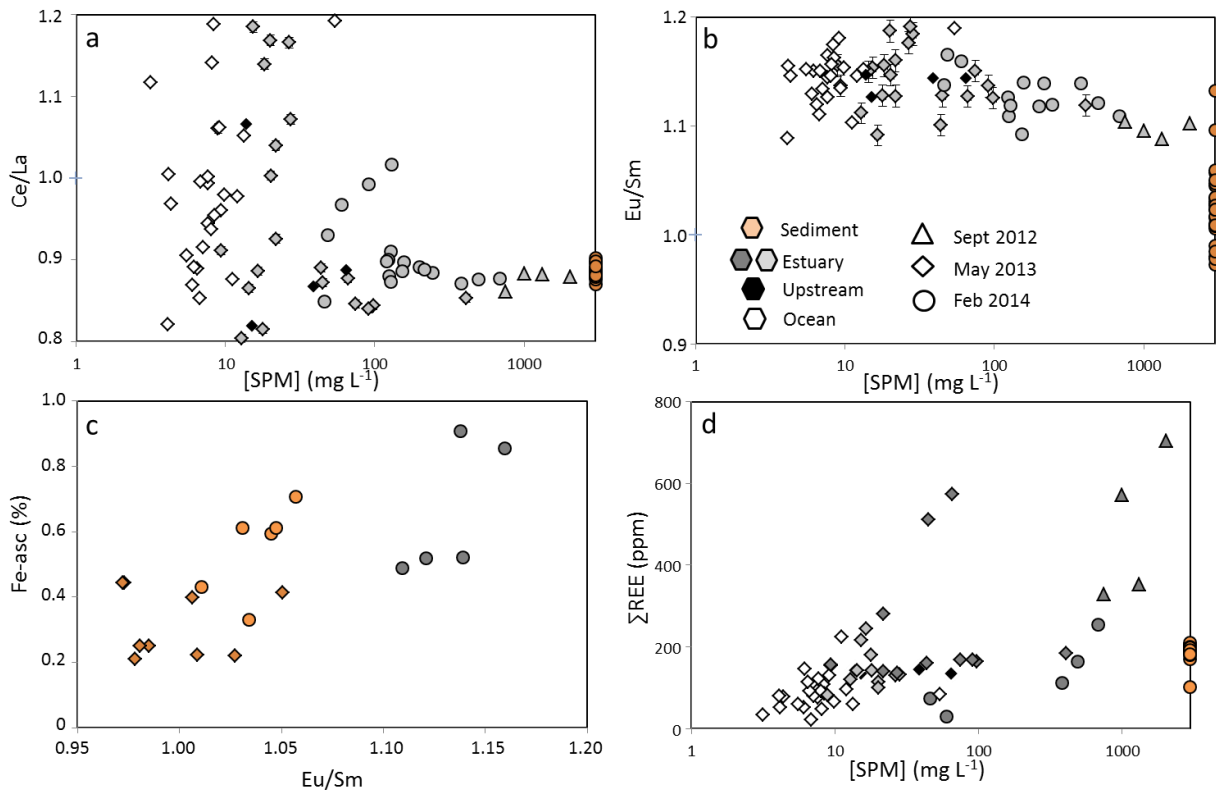 a
1.2
1.1
1.0
0.9
0.8
Ce/La
1
10
100
1000
[SPM] (mg L⁻¹)
b
1.2
1.1
1.0
0.9
Eu/Sm
Sediment
Estuary
Upstream
Ocean
Sept 2012
May 2013
Feb 2014
1
10
100
1000
[SPM] (mg L⁻¹)
c
1.0
0.8
0.6
0.4
0.2
0
Fe-asc (%)
0.95
1.00
1.05
1.10
1.15
1.20
Eu/Sm
d
800
600
400
200
0
∑REE (ppm)
1
10
100
1000
[SPM] (mg L⁻¹)